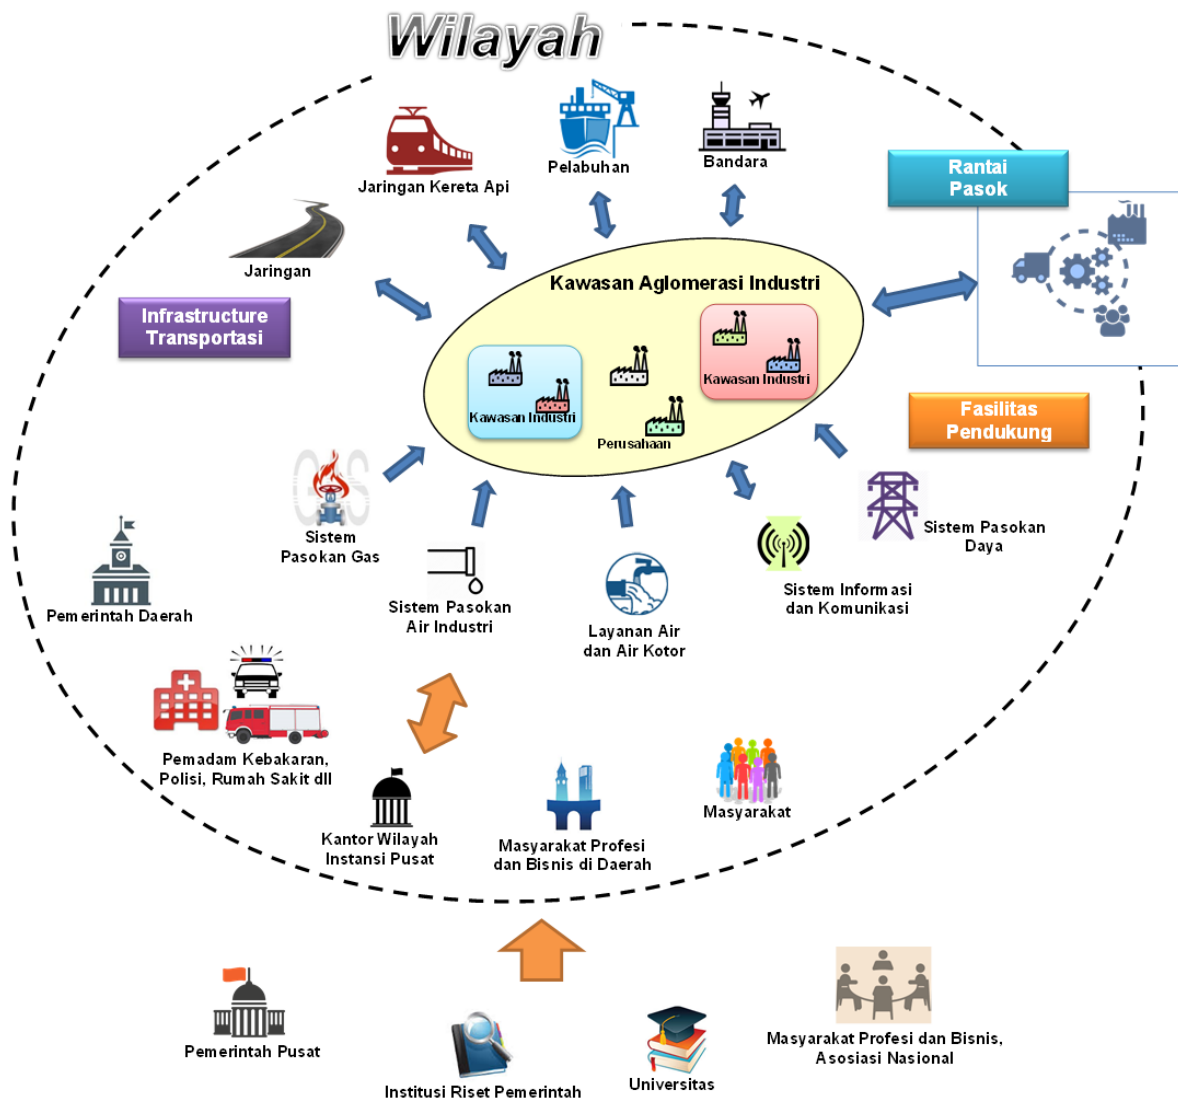 Wilayah
Jaringan Kereta Api
Pelabuhan
Bandara
Rantai
Pasok
Jaringan
Infrastructure
Transportasi
Kawasan Aglomerasi Industri
Kawasan Industri
Kawasan Industri
Perusahaan
Fasilitas
Pendukung
GAS
Sistem
Pasokan Gas
Sistem Pasokan
Air Industri
Layanan Air
dan Air Kotor
Sistem Informasi
dan Komunikasi
Sistem Pasokan
Daya
Pemerintah Daerah
Pemadam Kebakaran,
Polisi, Rumah Sakit dll
Kantor Wilayah
Instansi Pusat
Masyarakat Profesi
dan Bisnis di Daerah
Masyarakat
Pemerintah Pusat
Institusi Riset Pemerintah
Universitas
Masyarakat Profesi dan Bisnis,
Asosiasi Nasional